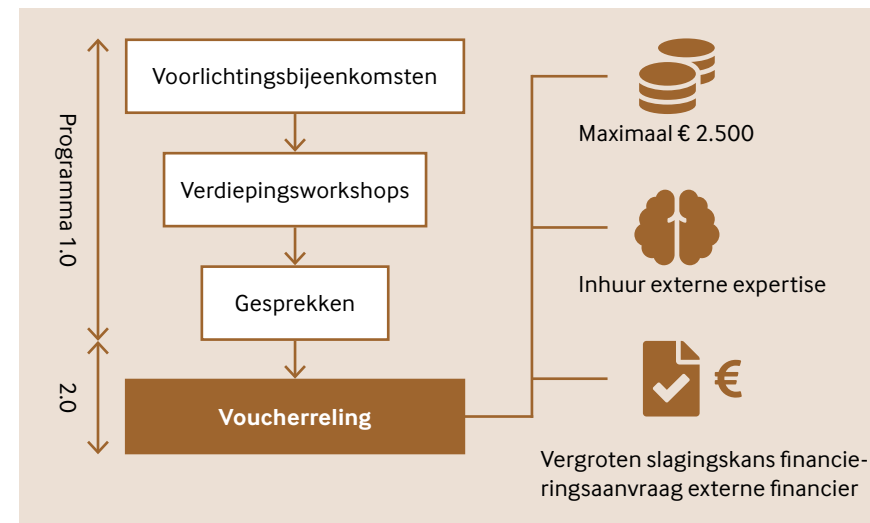 Programma 1.0
2.0
Voorlichtingsbijeenkomsten
Verdiepingsworkshops
Gesprekken
Voucherreling
Maximaal € 2.500
Inhuur externe expertise
€
Vergroten slagingskans financie-
ringsaanvraag externe financier